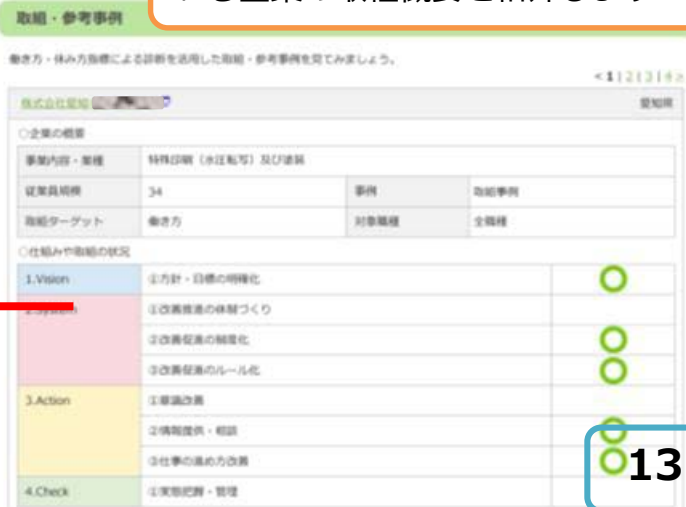 取組・参考事例
働き方・休み方指標による診断を活用した取組・参考事例を見てみましょう。
<1|2|3|4>
株式会社愛知
愛知県
○企業の概要
事業内容・業種 特殊印刷（水圧転写）及び塗装
従業員規模 34 事例 取組事例
取組ターゲット 働き方 対象職種 全職種
○仕組みや取組の状況
1.Vision ①方針・目標の明確化 ○
2.System ①改善推進の体制づくり
②改善促進の制度化 ○
③改善促進のルール化 ○
3.Action ①意識改善
②情報提供・相談 ○
③仕事の進め方改善 ○
4.Check ①実態把握・管理
13